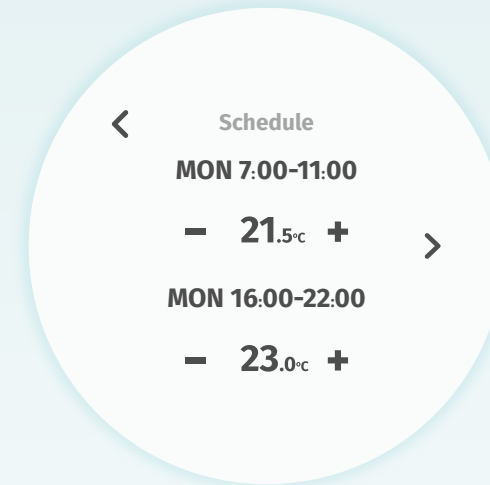 Schedule
MON 7:00-11:00
− 21.5°C +
MON 16:00-22:00
− 23.0°C +